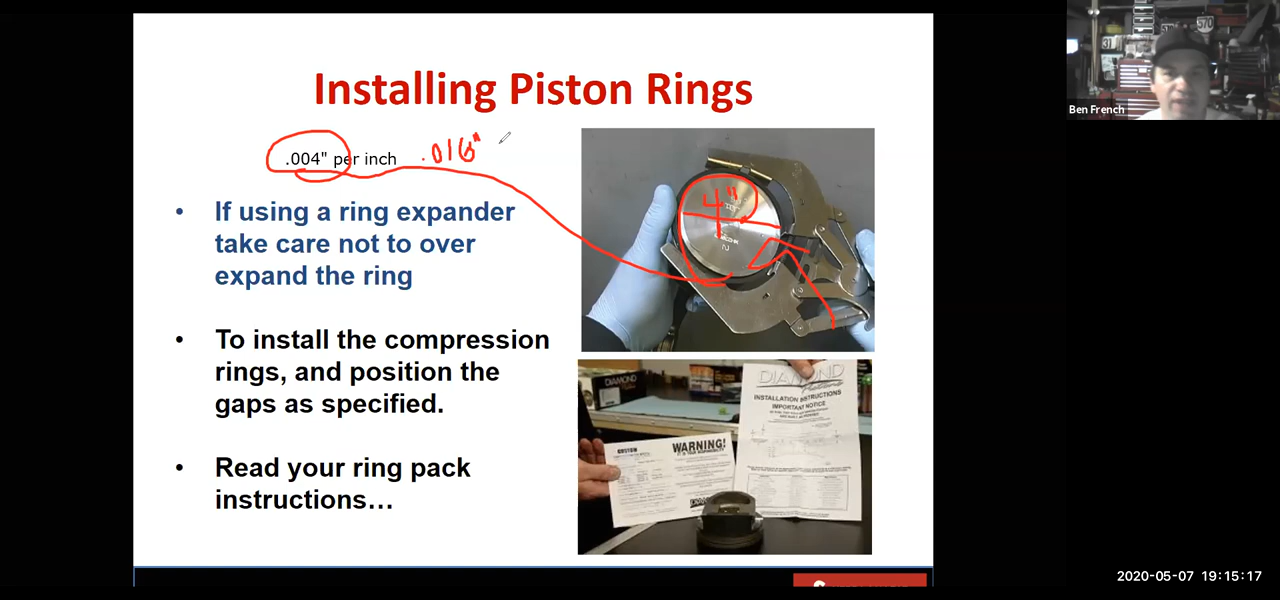 Installing Piston Rings
.004" per inch .016"
• If using a ring expander
take care not to over
expand the ring
• To install the compression
rings, and position the
gaps as specified.
• Read your ring pack
instructions…
4"
DIAMOND
DIAMOND
INSTALLATION INSTRUCTIONS
IMPORTANT NOTICE
WARNING!
Ben French
2020-05-07 19:15:17